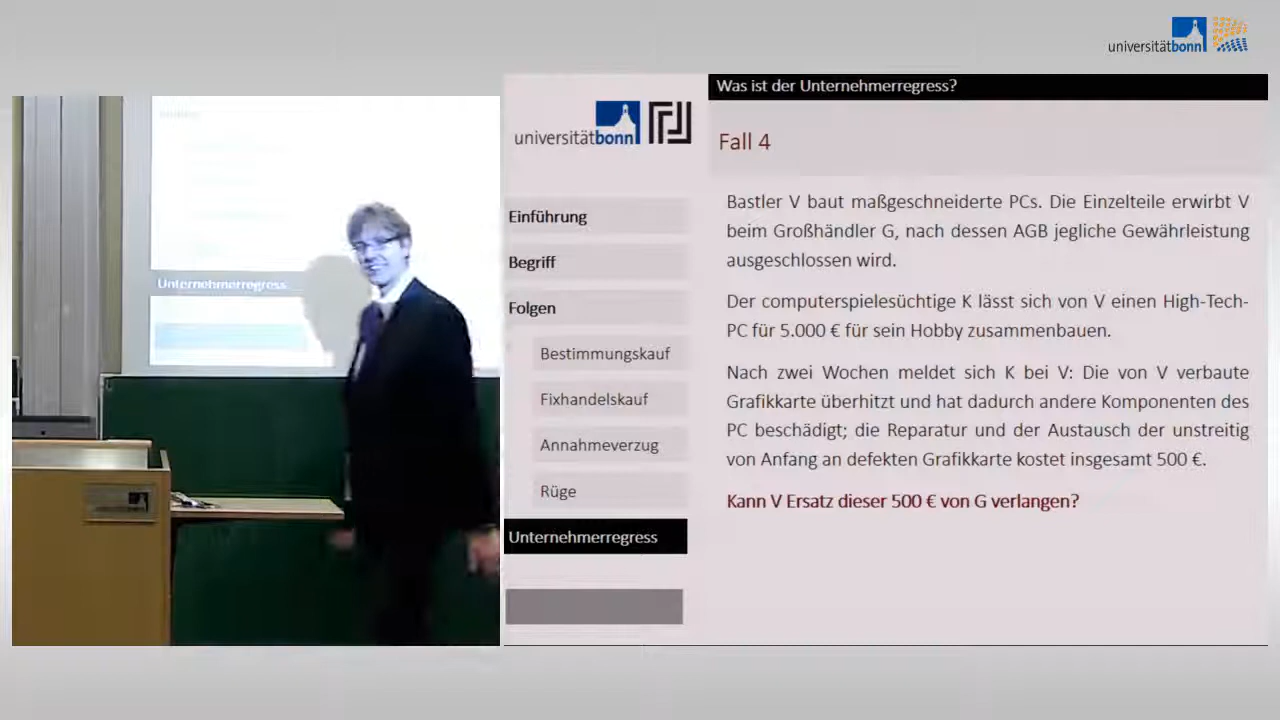 universitätbonn
Was ist der Unternehmerregress?
universitätbonn
Fall 4
Bastler V baut maßgeschneiderte PCs. Die Einzelteile erwirbt V
beim Großhändler G, nach dessen AGB jegliche Gewährleistung
ausgeschlossen wird.
Der computerspielesüchtige K lässt sich von V einen High-Tech-
PC für 5.000 € für sein Hobby zusammenbauen.
Nach zwei Wochen meldet sich K bei V: Die von V verbaute
Grafikkarte überhitzt und hat dadurch andere Komponenten des
PC beschädigt; die Reparatur und der Austausch der unstreitig
von Anfang an defekten Grafikkarte kostet insgesamt 500 €.
Kann V Ersatz dieser 500 € von G verlangen?
Einführung
Begriff
Folgen
Bestimmungskauf
Fixhandelskauf
Annahmeverzug
Rüge
Unternehmerregress
Unternehmerregress